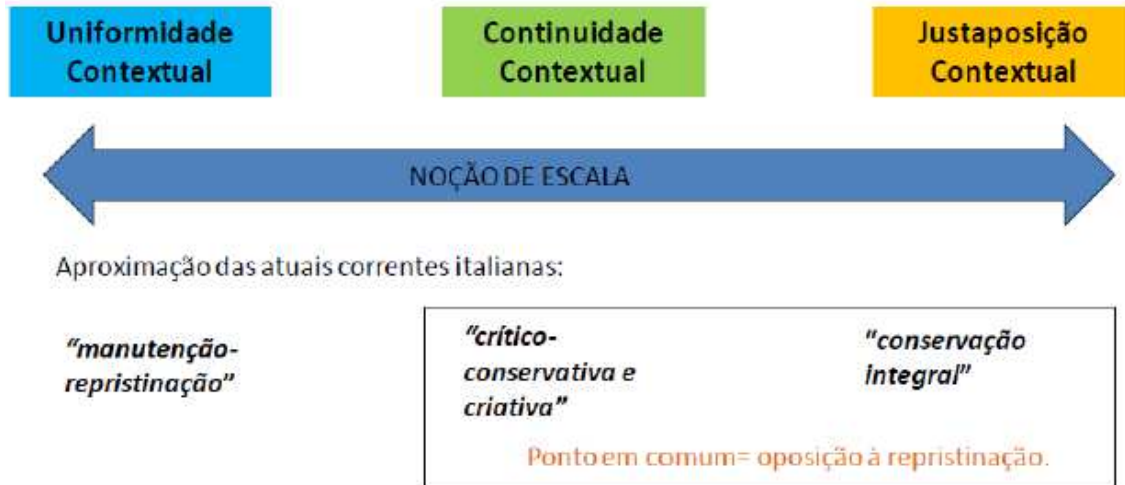 Uniformidade
Contextual
Continuidade
Contextual
Justaposição
Contextual
NOÇÃO DE ESCALA
Aproximação das atuais correntes italianas:
"manutenção-
repristinação"
"crítico-
conservativa e
criativa"
"conservação
integral"
Ponto em comum= oposição à repristinação.